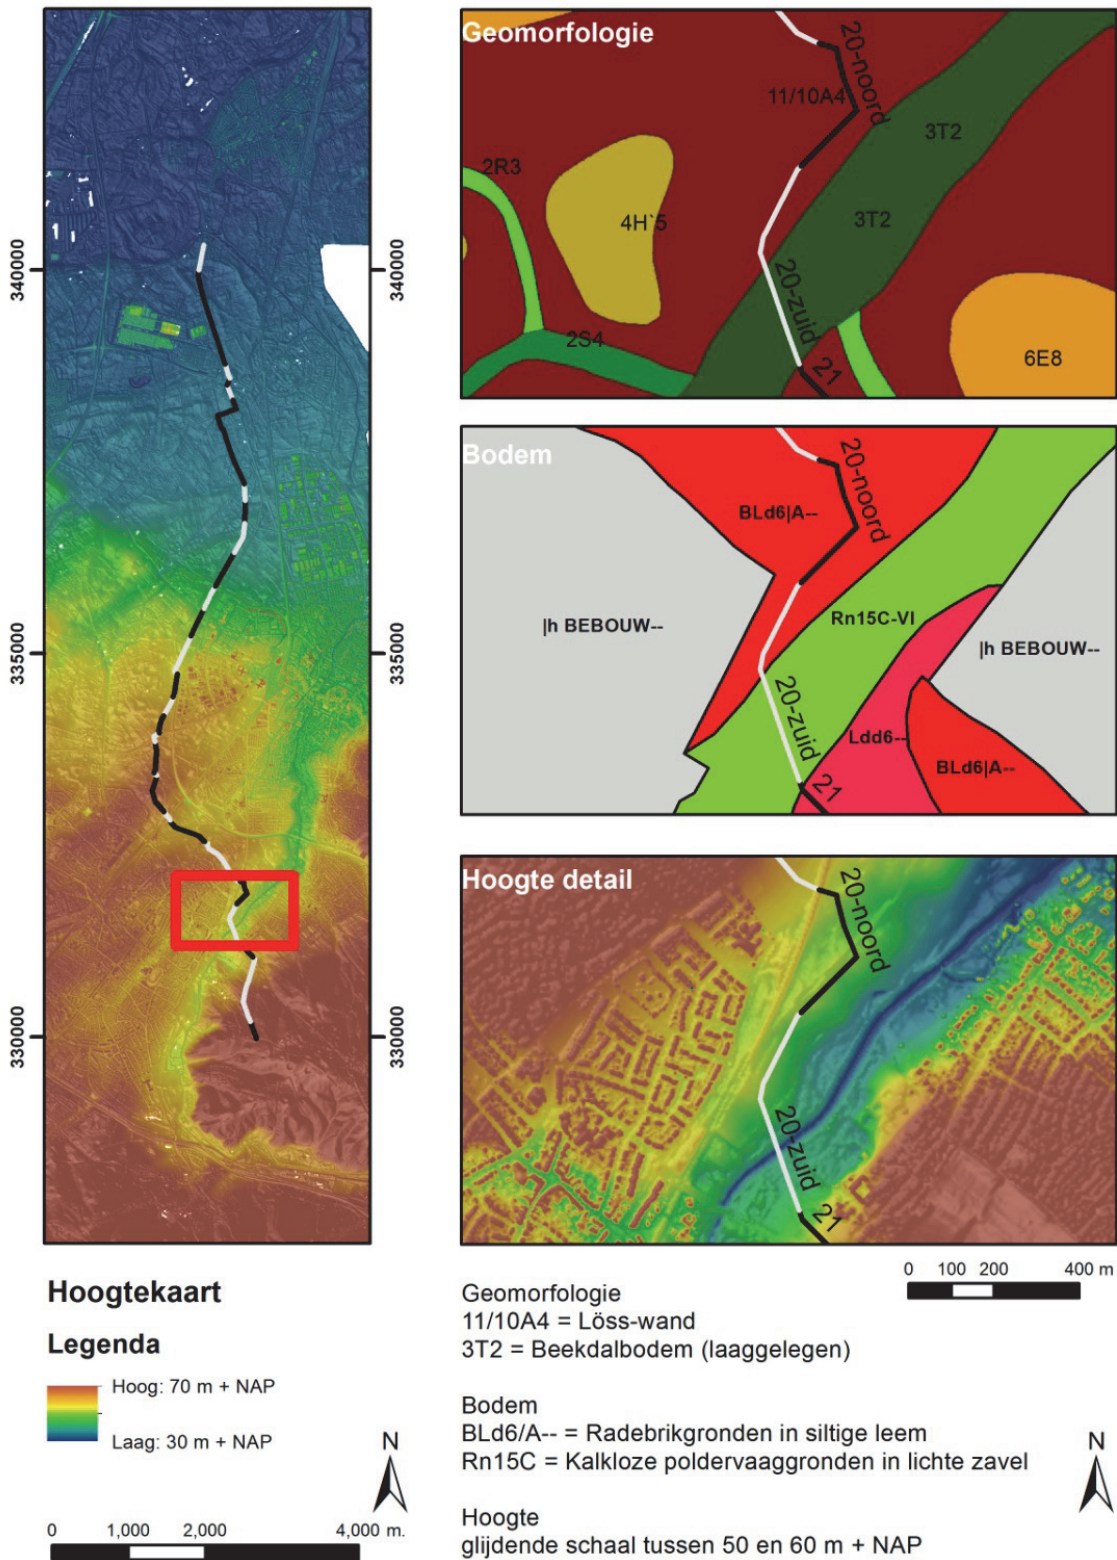 340000
335000
330000
340000
335000
330000
Hoogtekaart
Legenda
Hoog: 70 m + NAP
Laag: 30 m + NAP
N
0 1,000 2,000 4,000 m.
Geomorfologie
20-noord
11/10A4
3T2
2R3
4H`5
3T2
20-zuid
2S4
21
6E8
Bodem
20-noord
BLd6|A--
|h BEBOUW--
Rn15C-VI
|h BEBOUW--
20-zuid
Ldd6--
BLd6|A--
21
Hoogte detail
20-noord
20-zuid
21
0 100 200 400 m
Geomorfologie
11/10A4 = Löss-wand
3T2 = Beekdalbodem (laaggelegen)
Bodem
BLd6/A-- = Radebrikgronden in siltige leem
Rn15C = Kalkloze poldervaaggronden in lichte zavel
Hoogte
glijdende schaal tussen 50 en 60 m + NAP
N